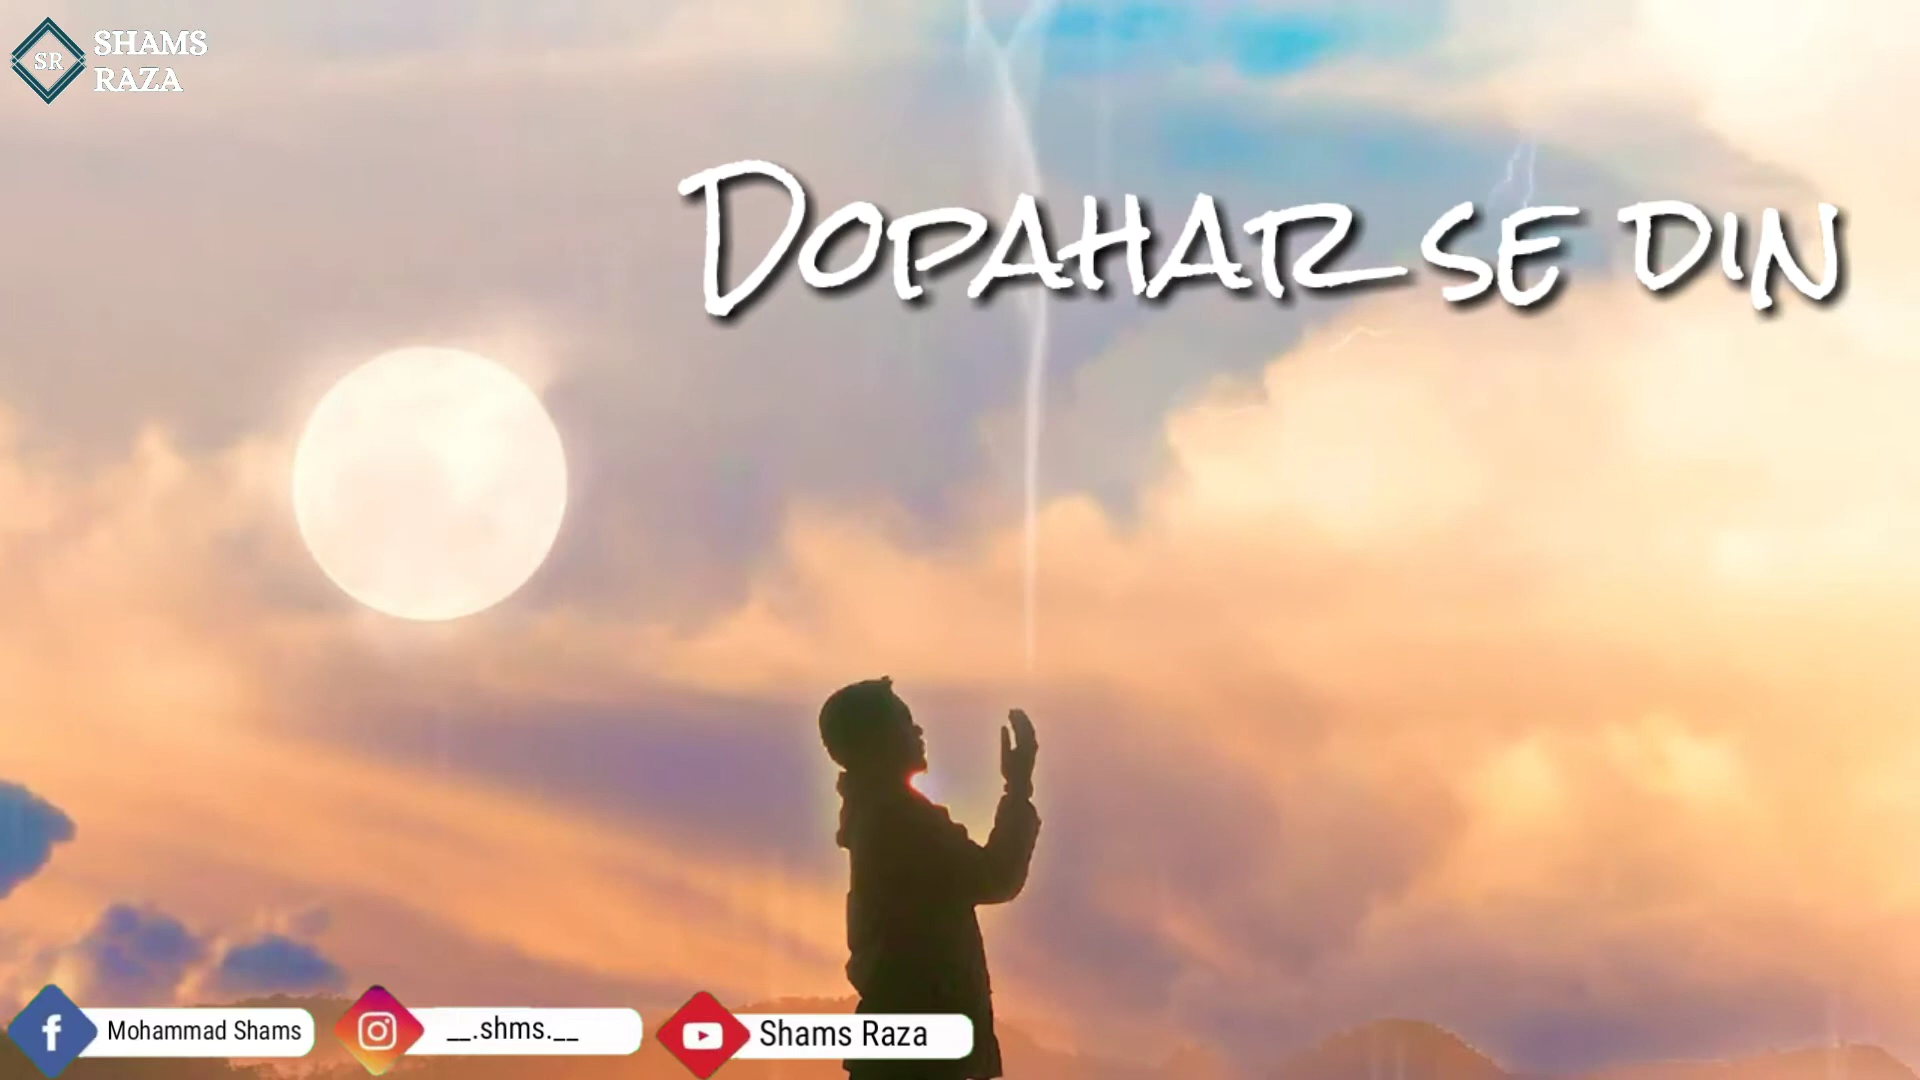 SR
SHAMS
RAZA
DOPAHAR SE DIN
Mohammad Shams
__.shms.__
Shams Raza